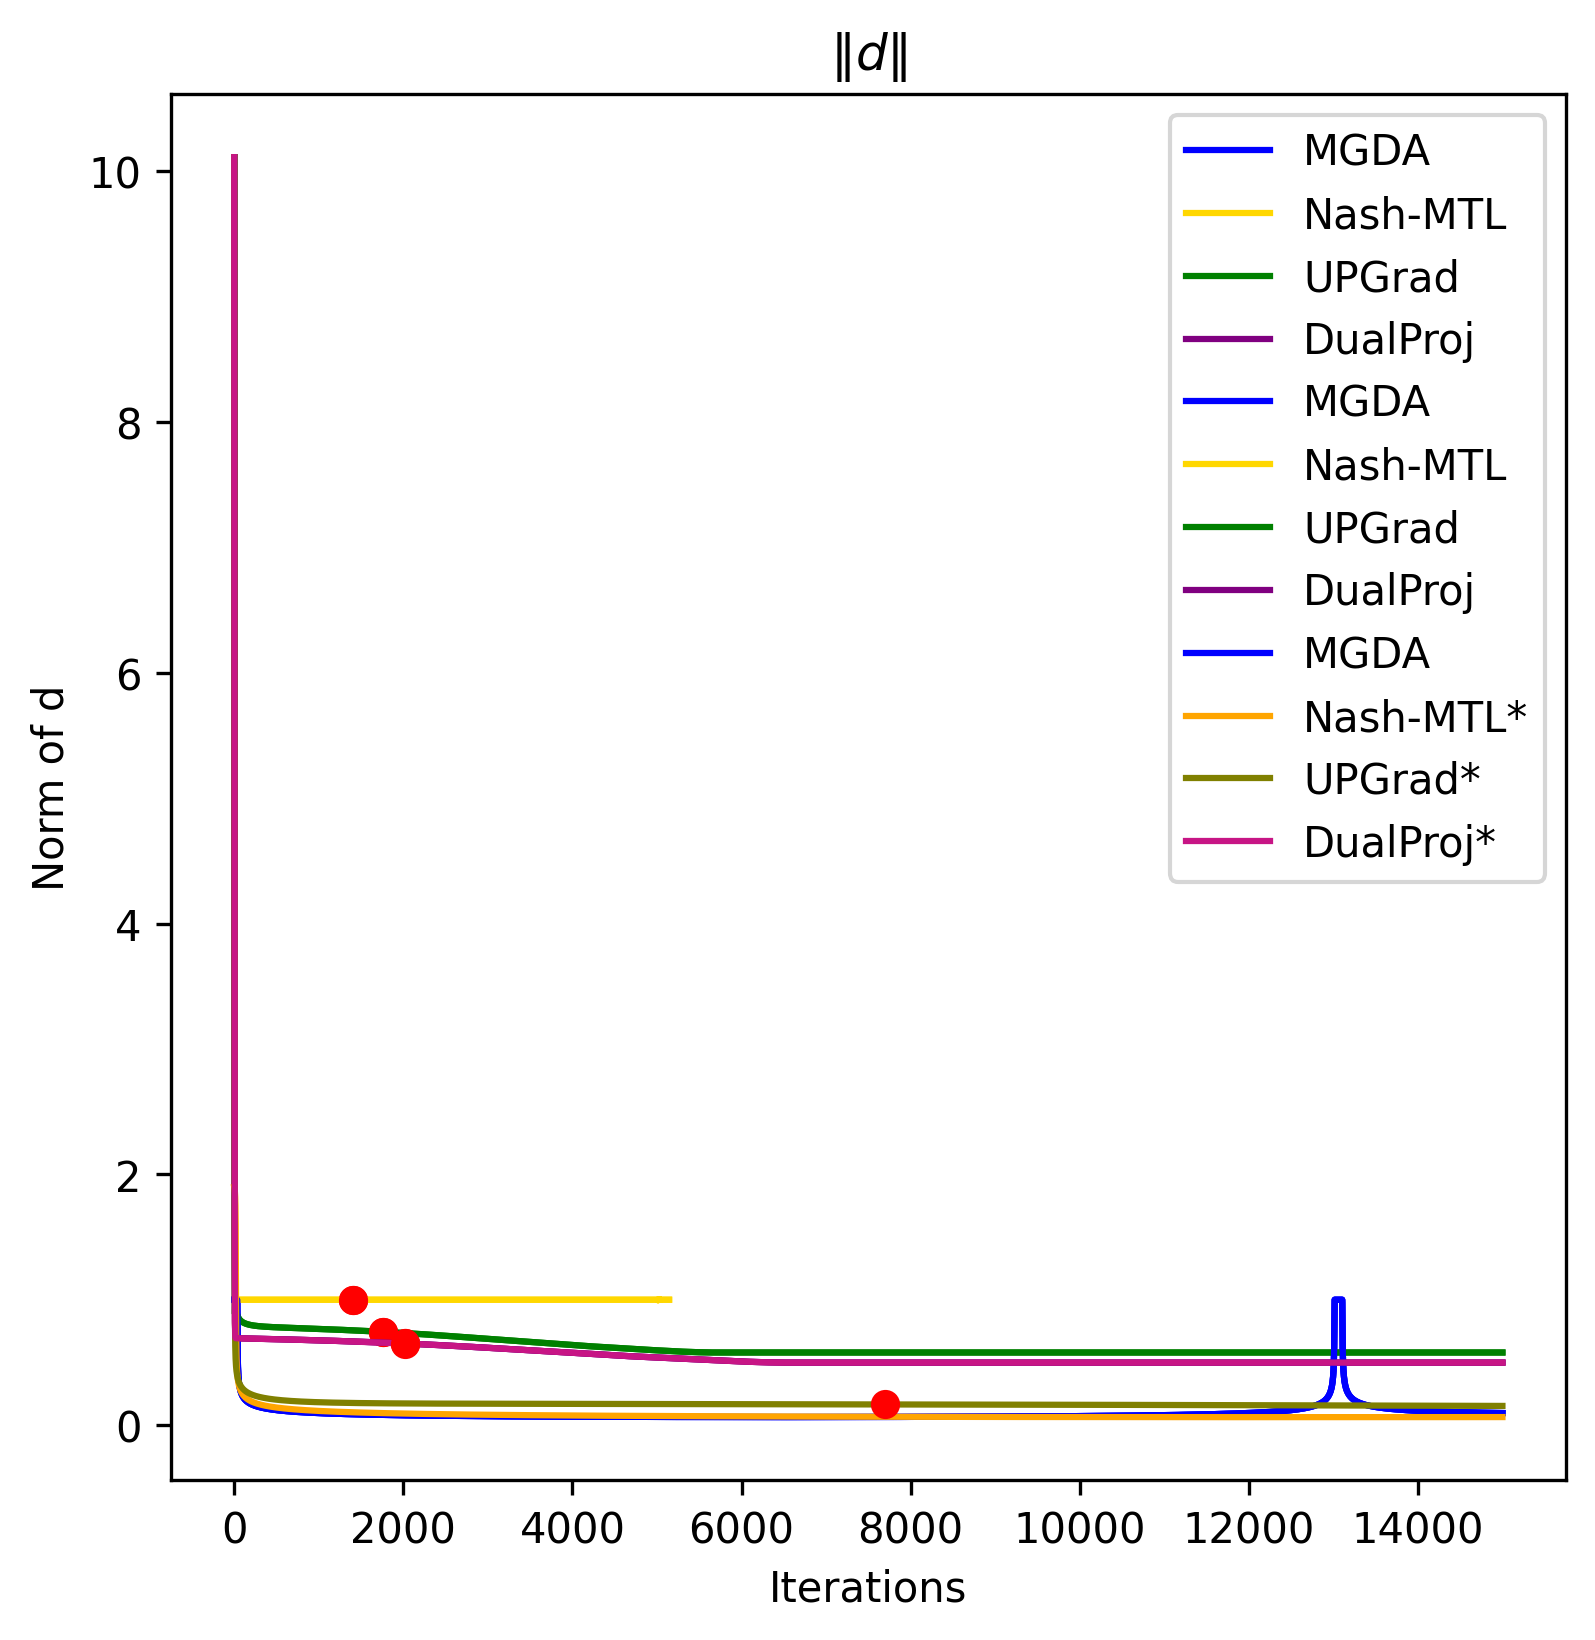 ‖d‖
10
8
6
4
2
0
Norm of d
MGDA
Nash-MTL
UPGrad
DualProj
MGDA
Nash-MTL
UPGrad
DualProj
MGDA
Nash-MTL*
UPGrad*
DualProj*
0 2000 4000 6000 8000 10000 12000 14000
Iterations